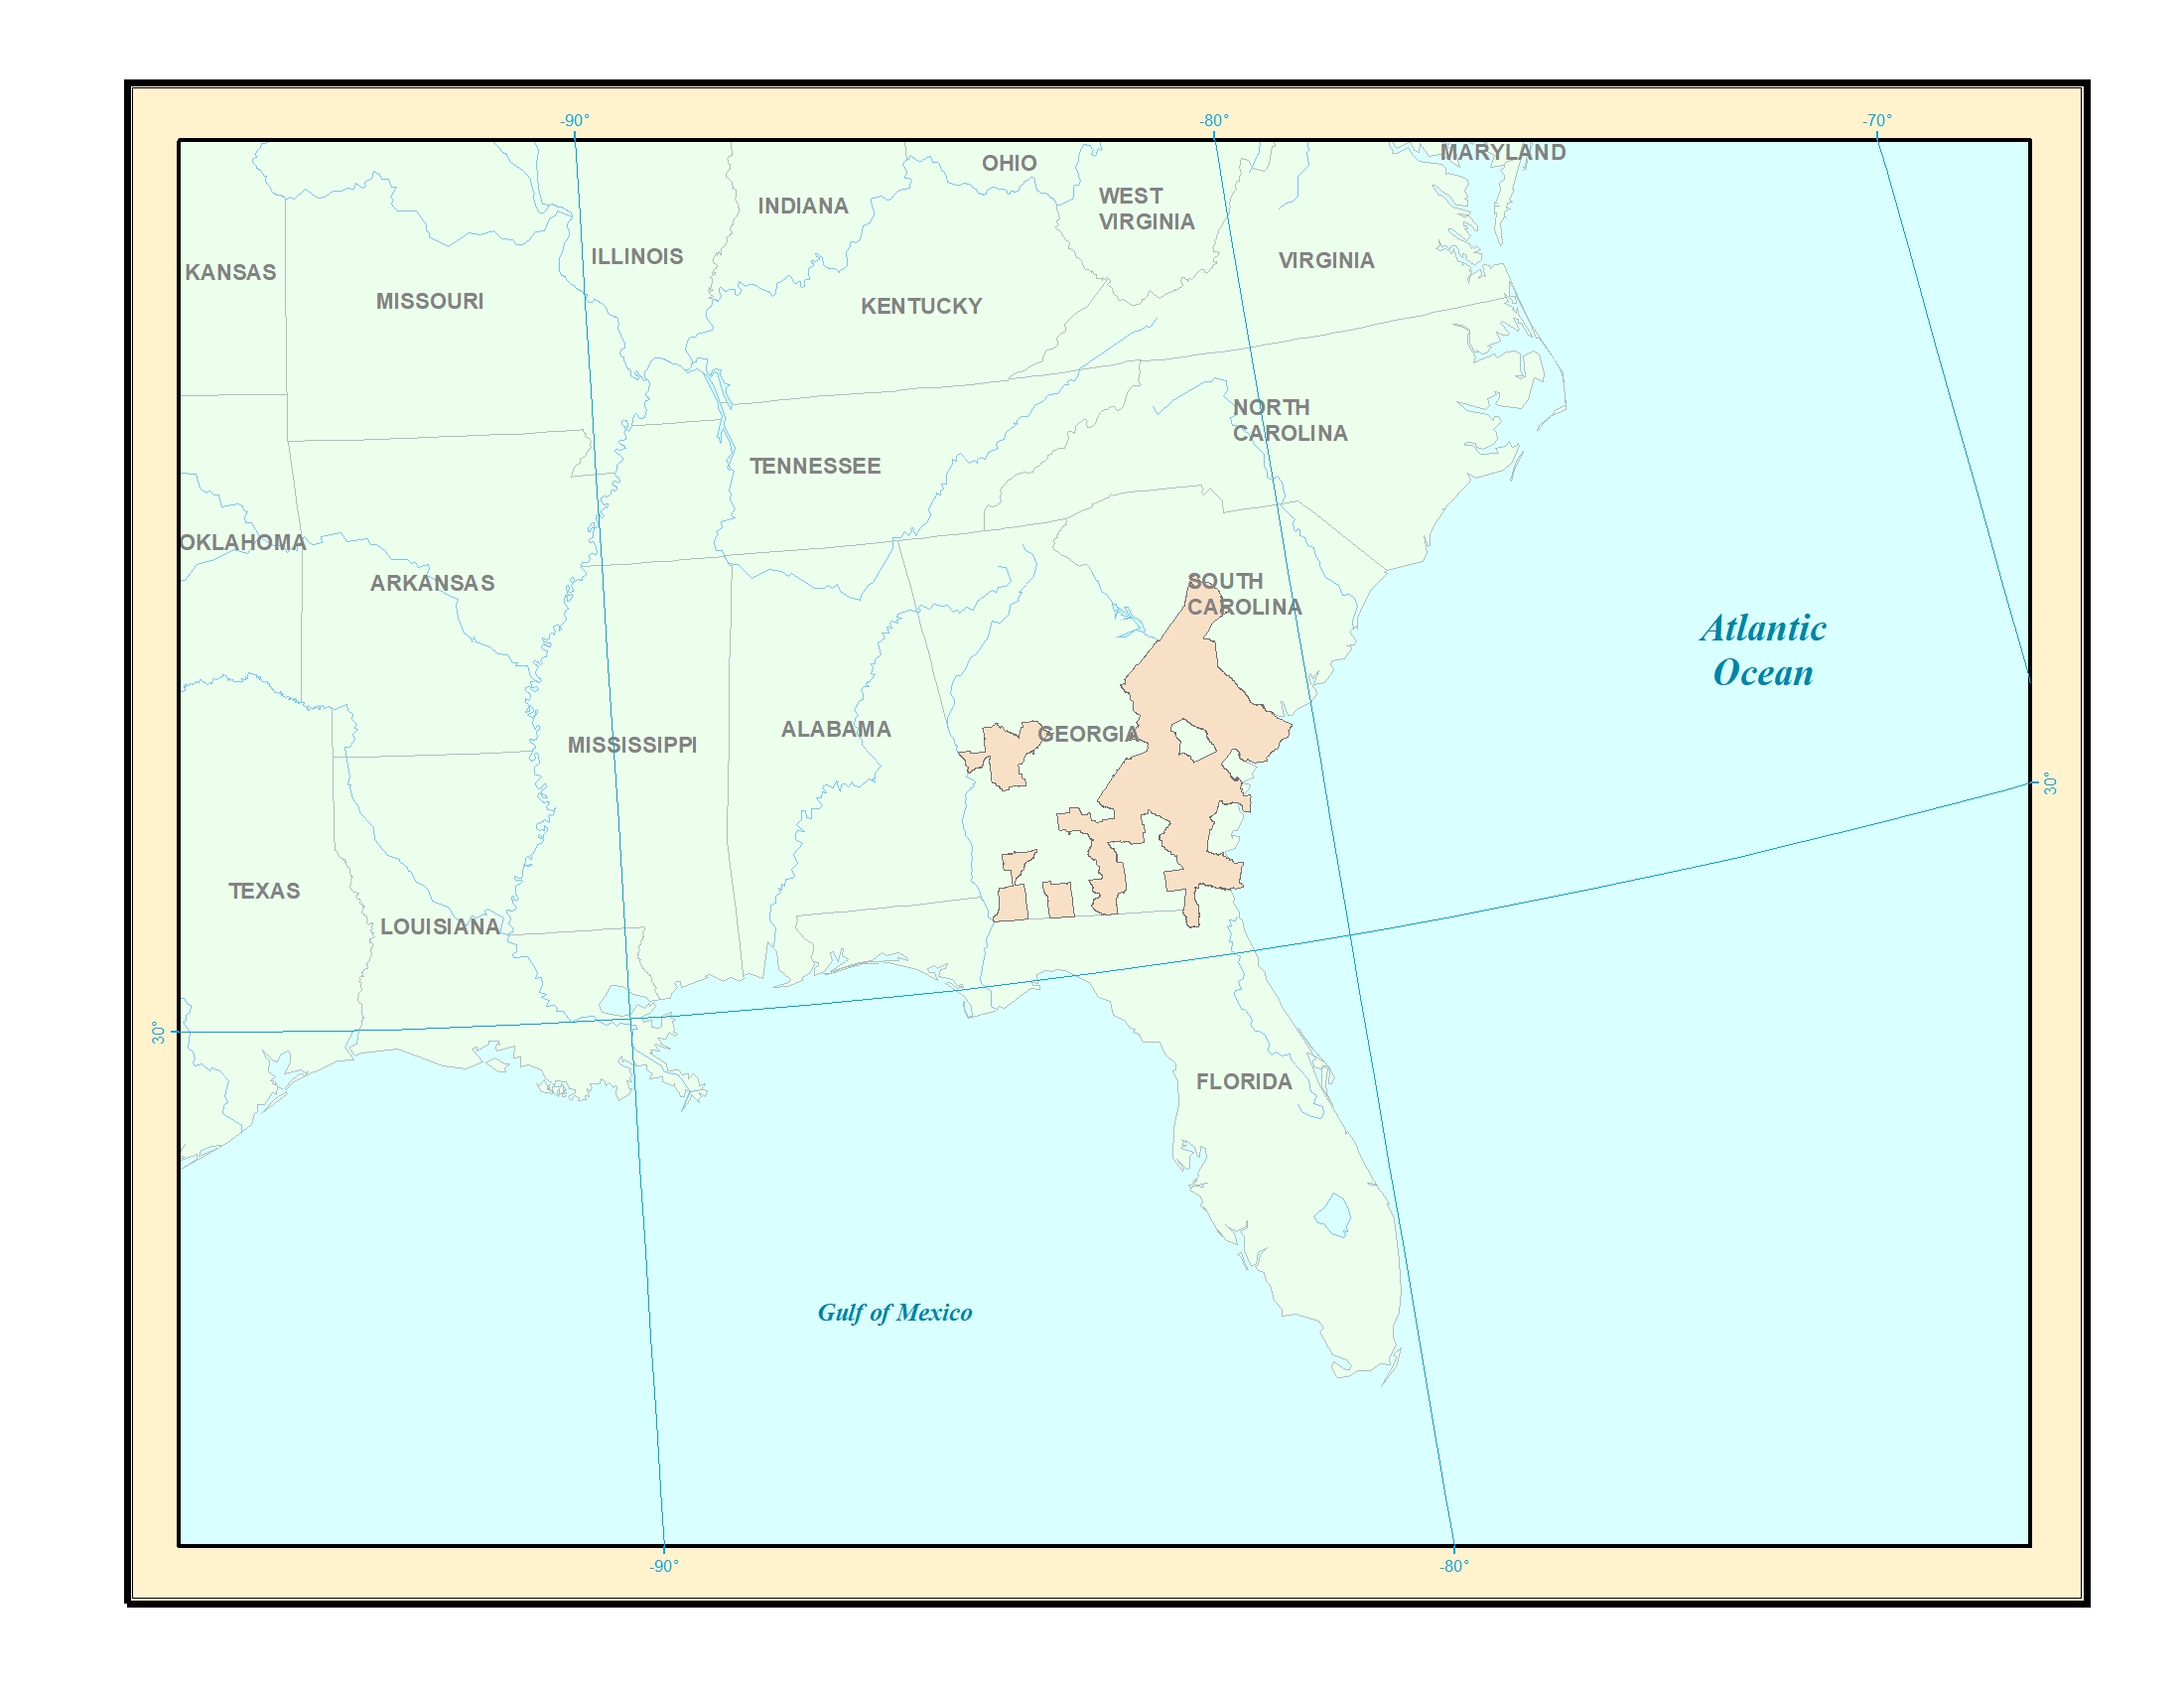 -90°
-80°
-70°
MARYLAND
OHIO
WEST
VIRGINIA
INDIANA
ILLINOIS
VIRGINIA
KANSAS
MISSOURI
KENTUCKY
NORTH
CAROLINA
TENNESSEE
OKLAHOMA
ARKANSAS
SOUTH
CAROLINA
Atlantic
Ocean
ALABAMA
GEORGIA
MISSISSIPPI
30°
TEXAS
LOUISIANA
30°
FLORIDA
Gulf of Mexico
-90°
-80°